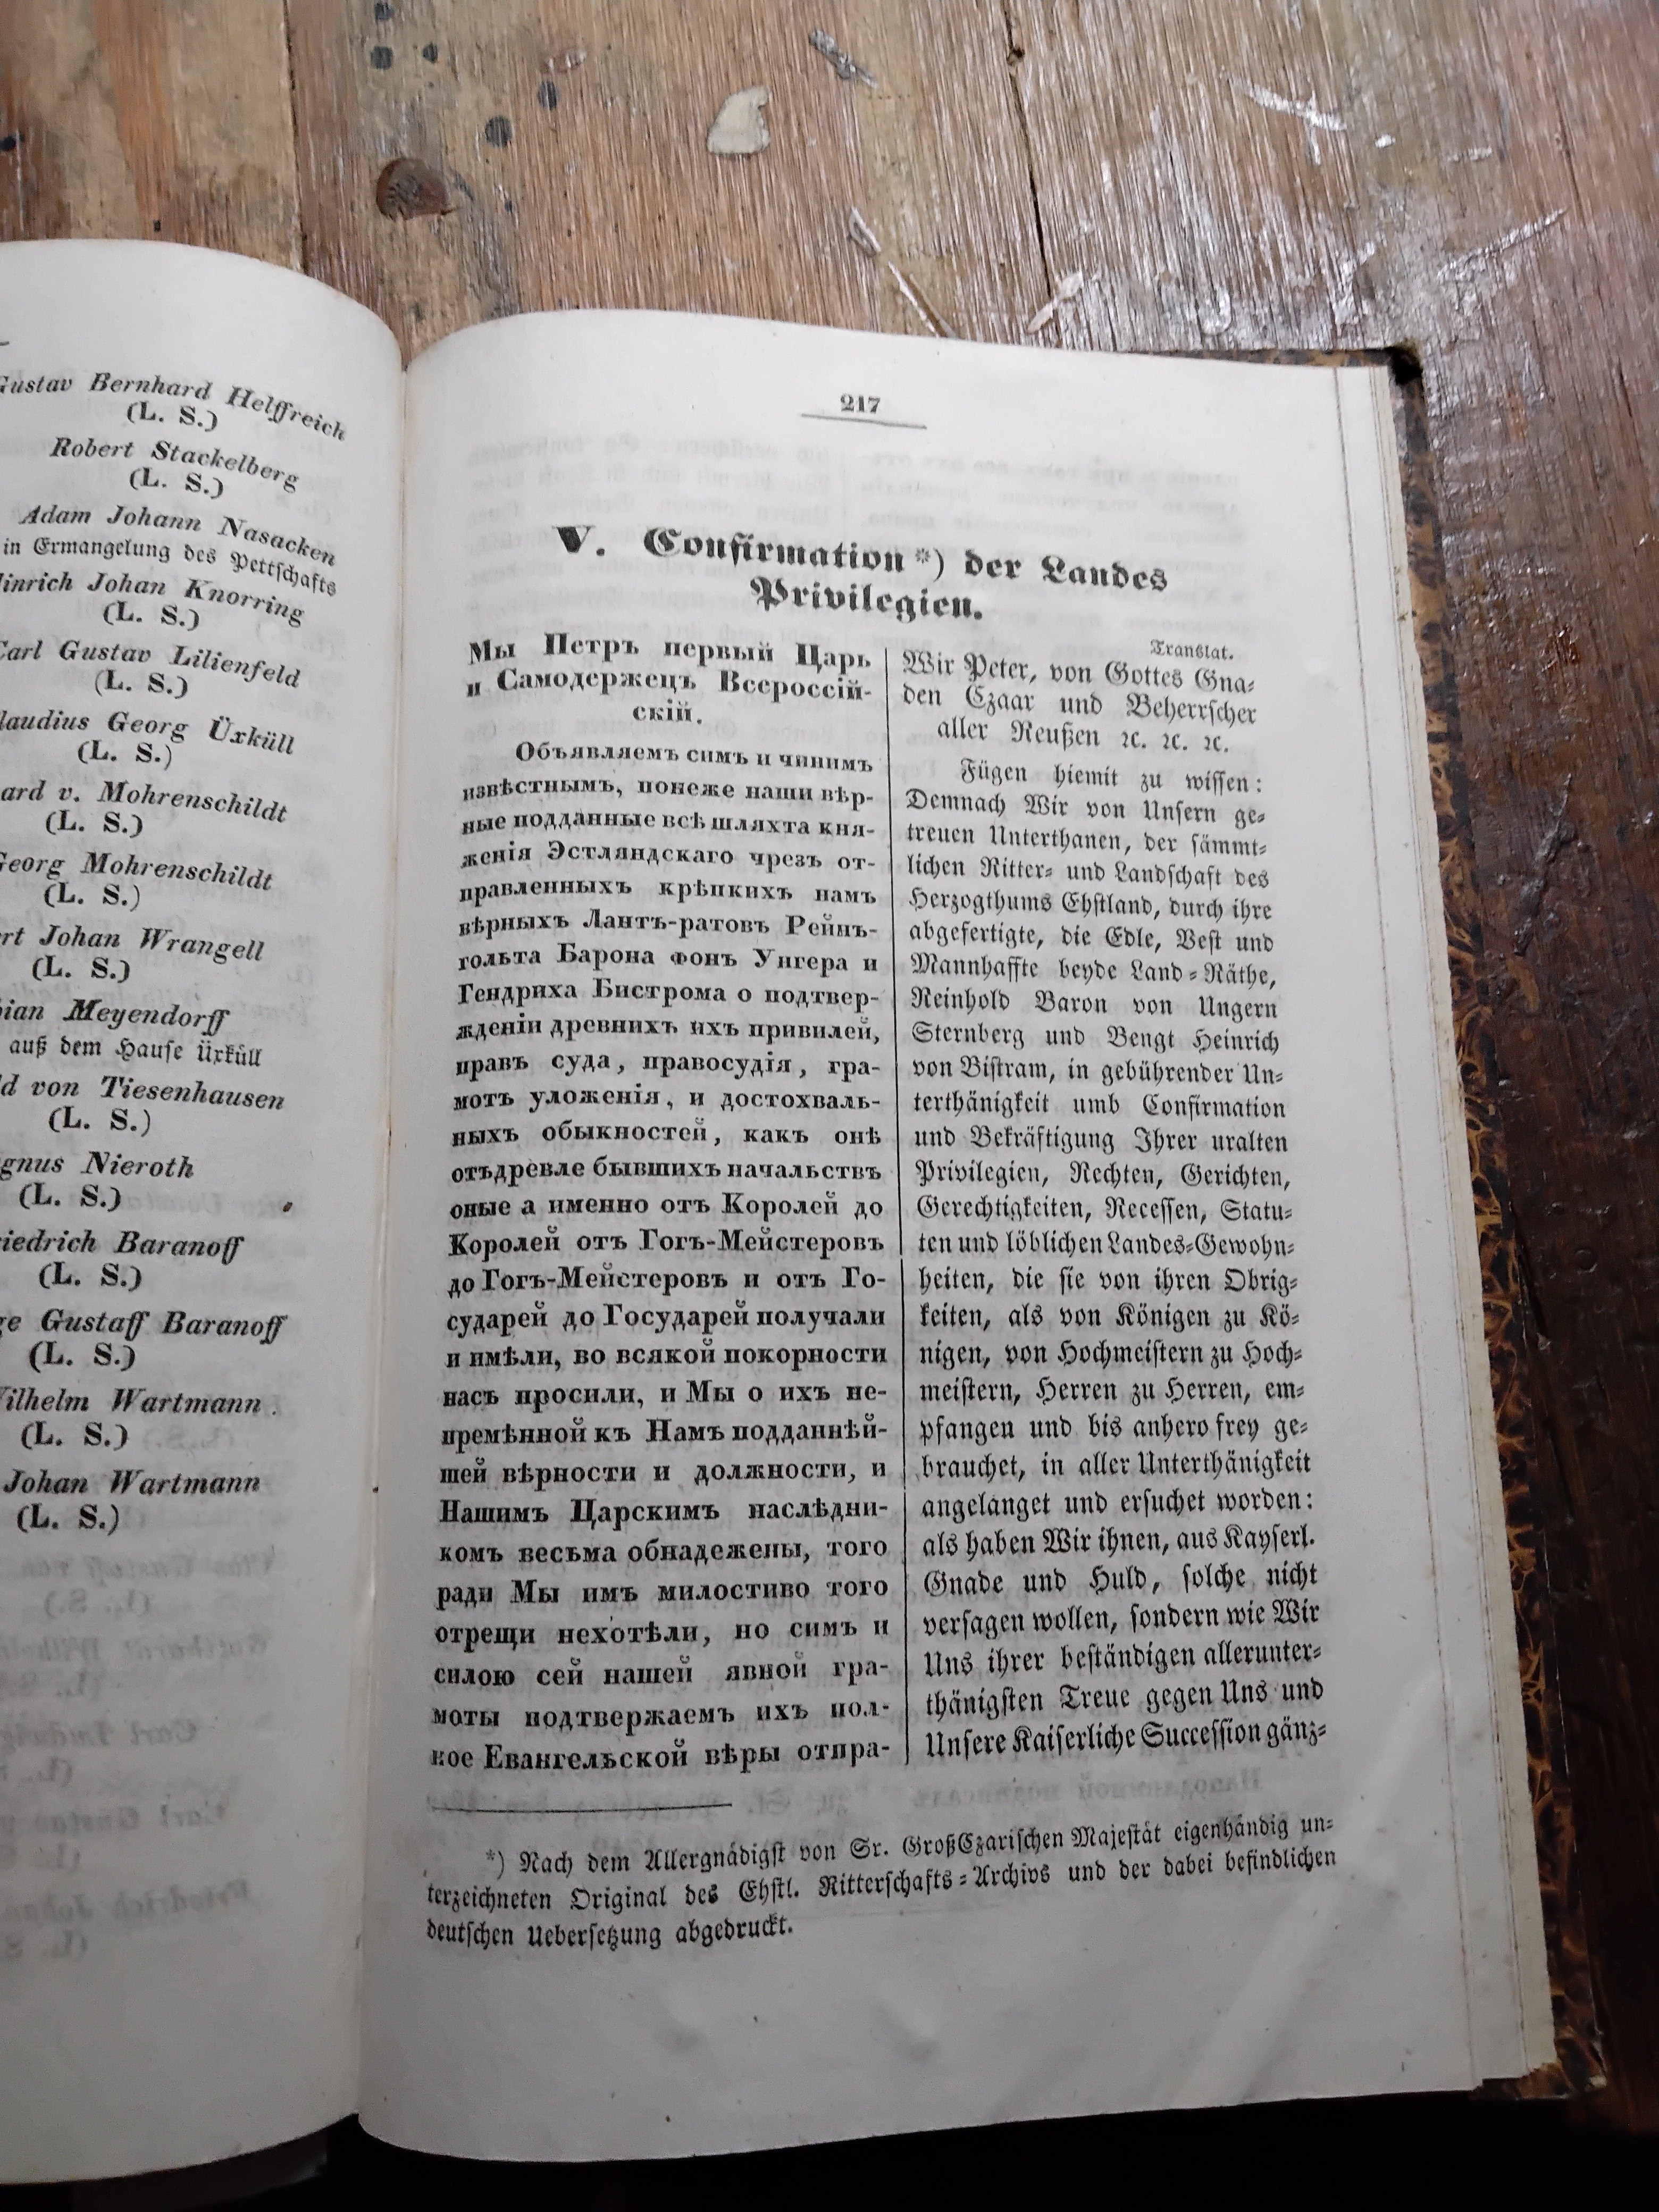 Gustav Bernhard Helffreich
(L. S.)
Robert Stackelberg
(L. S.)
Adam Johann Nasacken
in Ermangelung des Pettschafts
Johan Knorring
(L. S.)
Carl Gustav Lilienfeld
(L. S.)
Georg Üxküll
(L. S.)
v. Mohrenschildt
(L. S.)
Georg Mohrenschildt
(L. S.)
Johan Wrangell
(L. S.)
Meyendorff
auß dem Hause Üxküll
von Tiesenhausen
(L. S.)
Nieroth
(L. S.)
Baranoff
(L. S.)
Gustaff Baranoff
(L. S.)
Wilhelm Wartmann.
(L. S.)
Johan Wartmann
(L. S.)
217
V. Confirmation *) der Landes
Privilegien.
Мы Петръ первый Царь
и Самодержецъ Всероссій-
скій.
Объявляемъ симъ и чинимъ
извѣстнымъ, понеже наши вѣр-
ные подданные всѣ шляхта кня-
женія Эстляндскаго чрезъ от-
правленныхъ крѣпкихъ намъ
вѣрныхъ Лантъ-ратовъ Рейнъ-
гольта Барона фонъ Унгера и
Гендриха Бистрома о подтвер-
жденіи древнихъ ихъ привилей,
правъ суда, правосудія, гра-
мотъ уложенія, и достохваль-
ныхъ обыкностей, какъ онѣ
отъдревле бывшихъ начальствъ
оные а именно отъ Королей до
Королей отъ Гогъ-Мейстеровъ
до Гогъ-Мейстеровъ и отъ Го-
сударей до Государей получали
и имѣли, во всякой покорности
насъ просили, и Мы о ихъ не-
премѣнной къ Намъ подданнѣй-
шей вѣрности и должности, и
Нашимъ Царскимъ наслѣдни-
комъ весьма обнадежены, того
ради Мы имъ милостиво того
отрещи нехотѣли, но симъ и
силою сей нашей явной гра-
моты подтвержаемъ ихъ пол-
кое Евангельской вѣры отпра-
Translat.
Wir Peter, von Gottes Gna-
den Czaar und Beherrscher
aller Reußen ꝛc. ꝛc. ꝛc.
Fügen hiemit zu wissen:
Demnach Wir von Unsern ge-
treuen Unterthanen, der sämmt-
lichen Ritter- und Landschaft des
Herzogthums Ehstland, durch ihre
abgefertigte, die Edle, Vest und
Mannhaffte beyde Land-Räthe,
Reinhold Baron von Ungern
Sternberg und Bengt Heinrich
von Bistram, in gebührender Un-
terthänigkeit umb Confirmation
und Bekräftigung Ihrer uralten
Privilegien, Rechten, Gerichten,
Gerechtigkeiten, Recessen, Statu-
ten und löblichen Landes-Gewohn-
heiten, die sie von ihren Obrig-
keiten, als von Königen zu Kö-
nigen, von Hochmeistern zu Hoch-
meistern, Herren zu Herren, em-
pfangen und bis anhero frey ge-
brauchet, in aller Unterthänigkeit
angelanget und ersuchet worden:
als haben Wir ihnen, aus Kayserl.
Gnade und Huld, solche nicht
versagen wollen, sondern wie Wir
Uns ihrer beständigen allerunter-
thänigsten Treue gegen Uns und
Unsere Kaiserliche Succession gänz-
*) Nach dem Allergnädigst von Sr. GroßCzarischen Majestät eigenhändig un-
terzeichneten Original des Ehstl. Ritterschafts-Archivs und der dabei befindlichen
deutschen Uebersetzung abgedruckt.